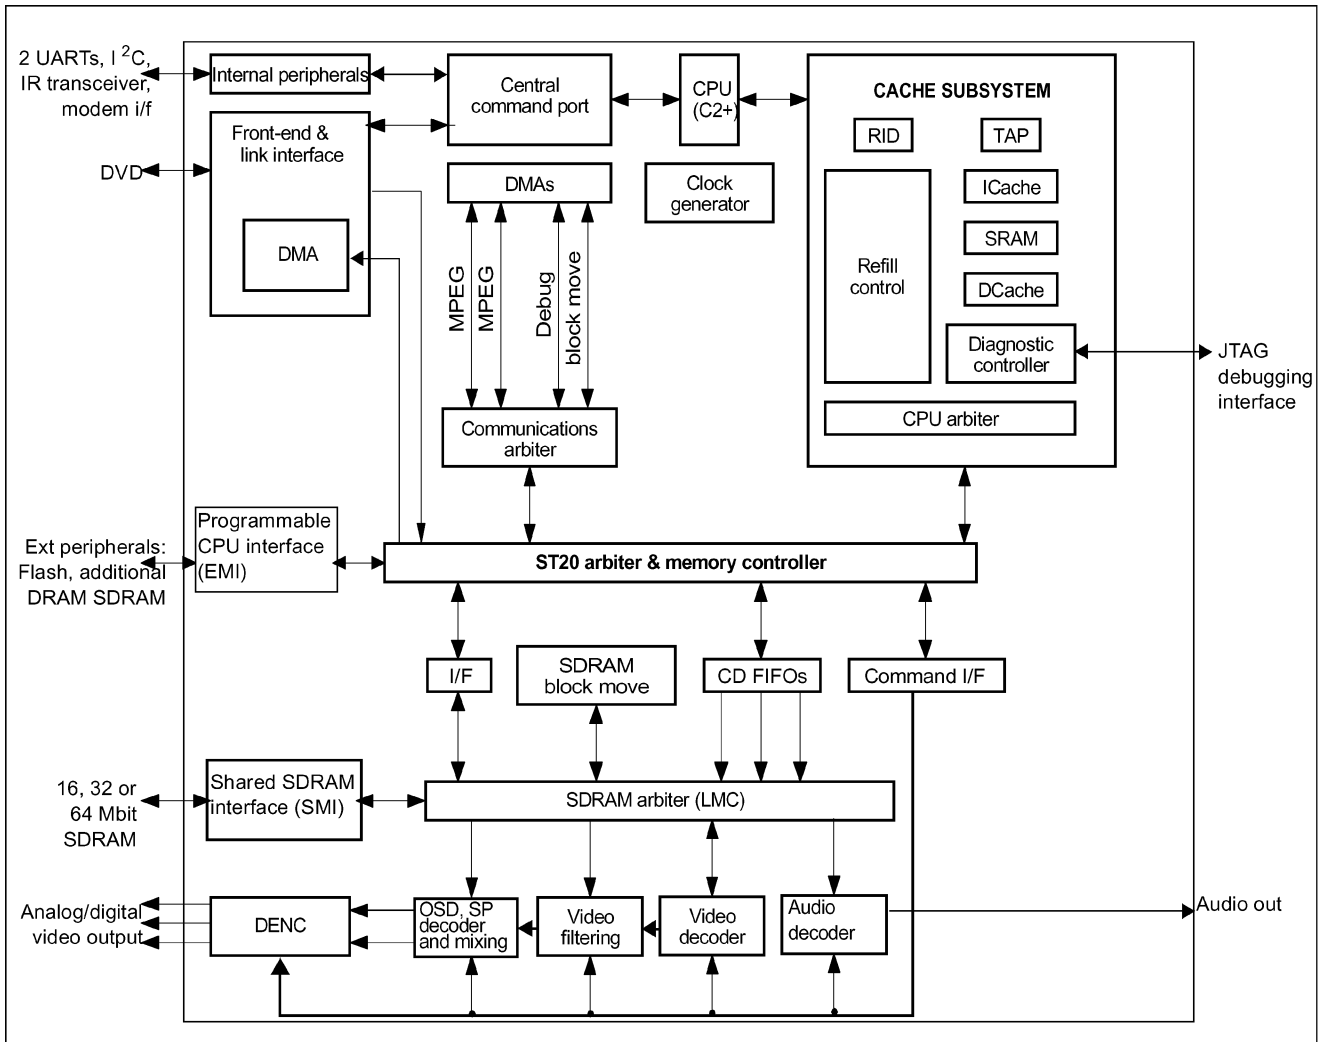 2 UARTs, I 2C,
IR transceiver,
modem i/f
Internal peripherals
Central
command port
CPU
(C2+)
CACHE SUBSYSTEM
RID
TAP
Front-end &
link interface
DVD
DMA
DMAs
Clock
generator
MPEG
MPEG
Debug
block move
Refill
control
ICache
SRAM
DCache
Diagnostic
controller
JTAG
debugging
interface
CPU arbiter
Communications
arbiter
Programmable
CPU interface
(EMI)
Ext peripherals:
Flash, additional
DRAM SDRAM
ST20 arbiter & memory controller
I/F
SDRAM
block move
CD FIFOs
Command I/F
16, 32 or
64 Mbit
SDRAM
Shared SDRAM
interface (SMI)
SDRAM arbiter (LMC)
Analog/digital
video output
DENC
OSD, SP
decoder
and mixing
Video
filtering
Video
decoder
Audio
decoder
Audio out